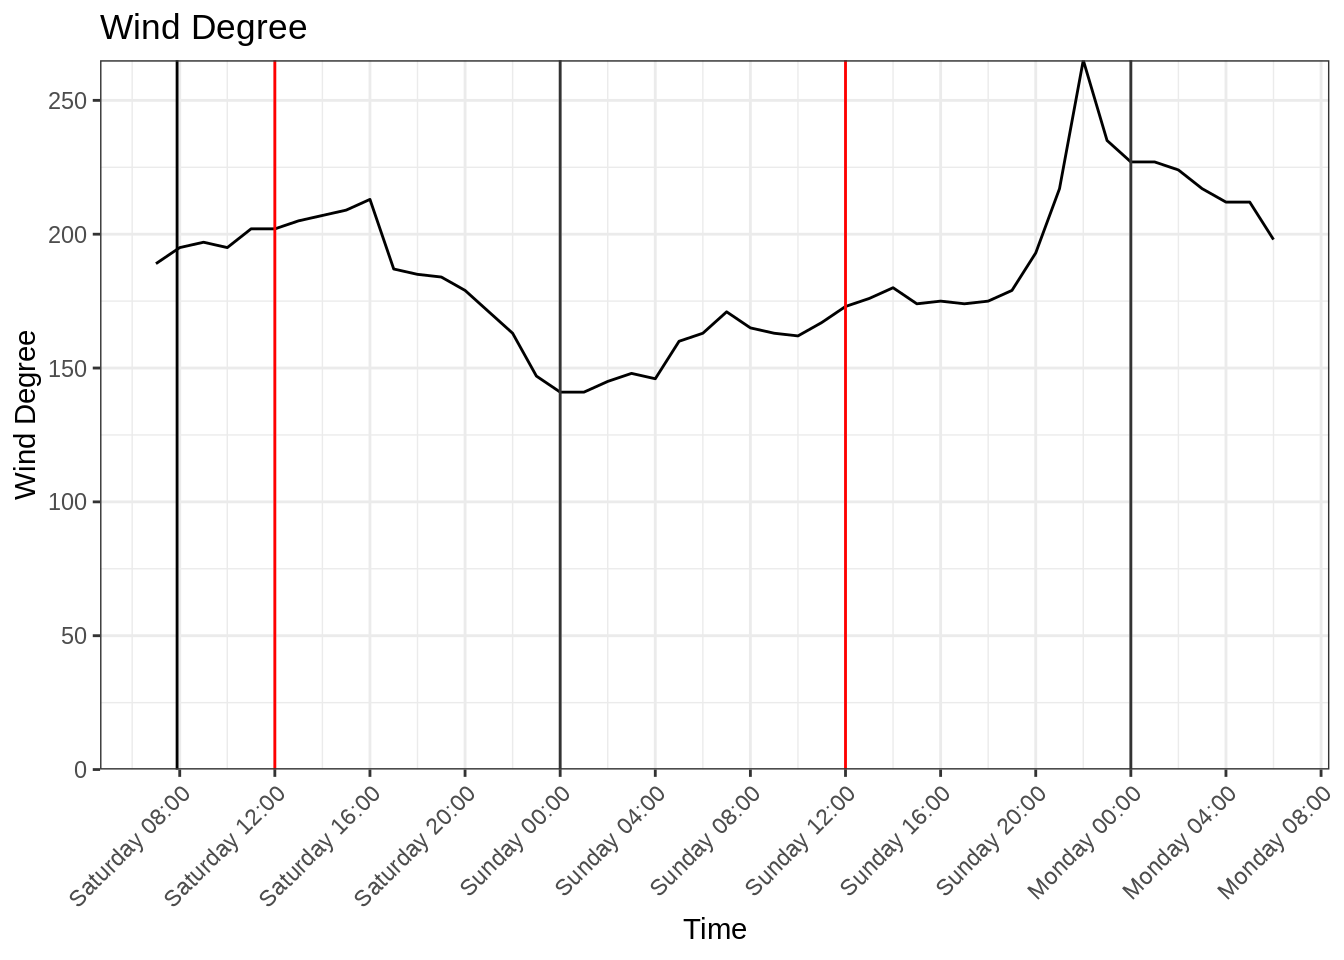 Wind Degree
Wind Degree
250
200
150
100
50
0
Saturday 08:00
Saturday 12:00
Saturday 16:00
Saturday 20:00
Sunday 00:00
Sunday 04:00
Sunday 08:00
Sunday 12:00
Sunday 16:00
Sunday 20:00
Monday 00:00
Monday 04:00
Monday 08:00
Time